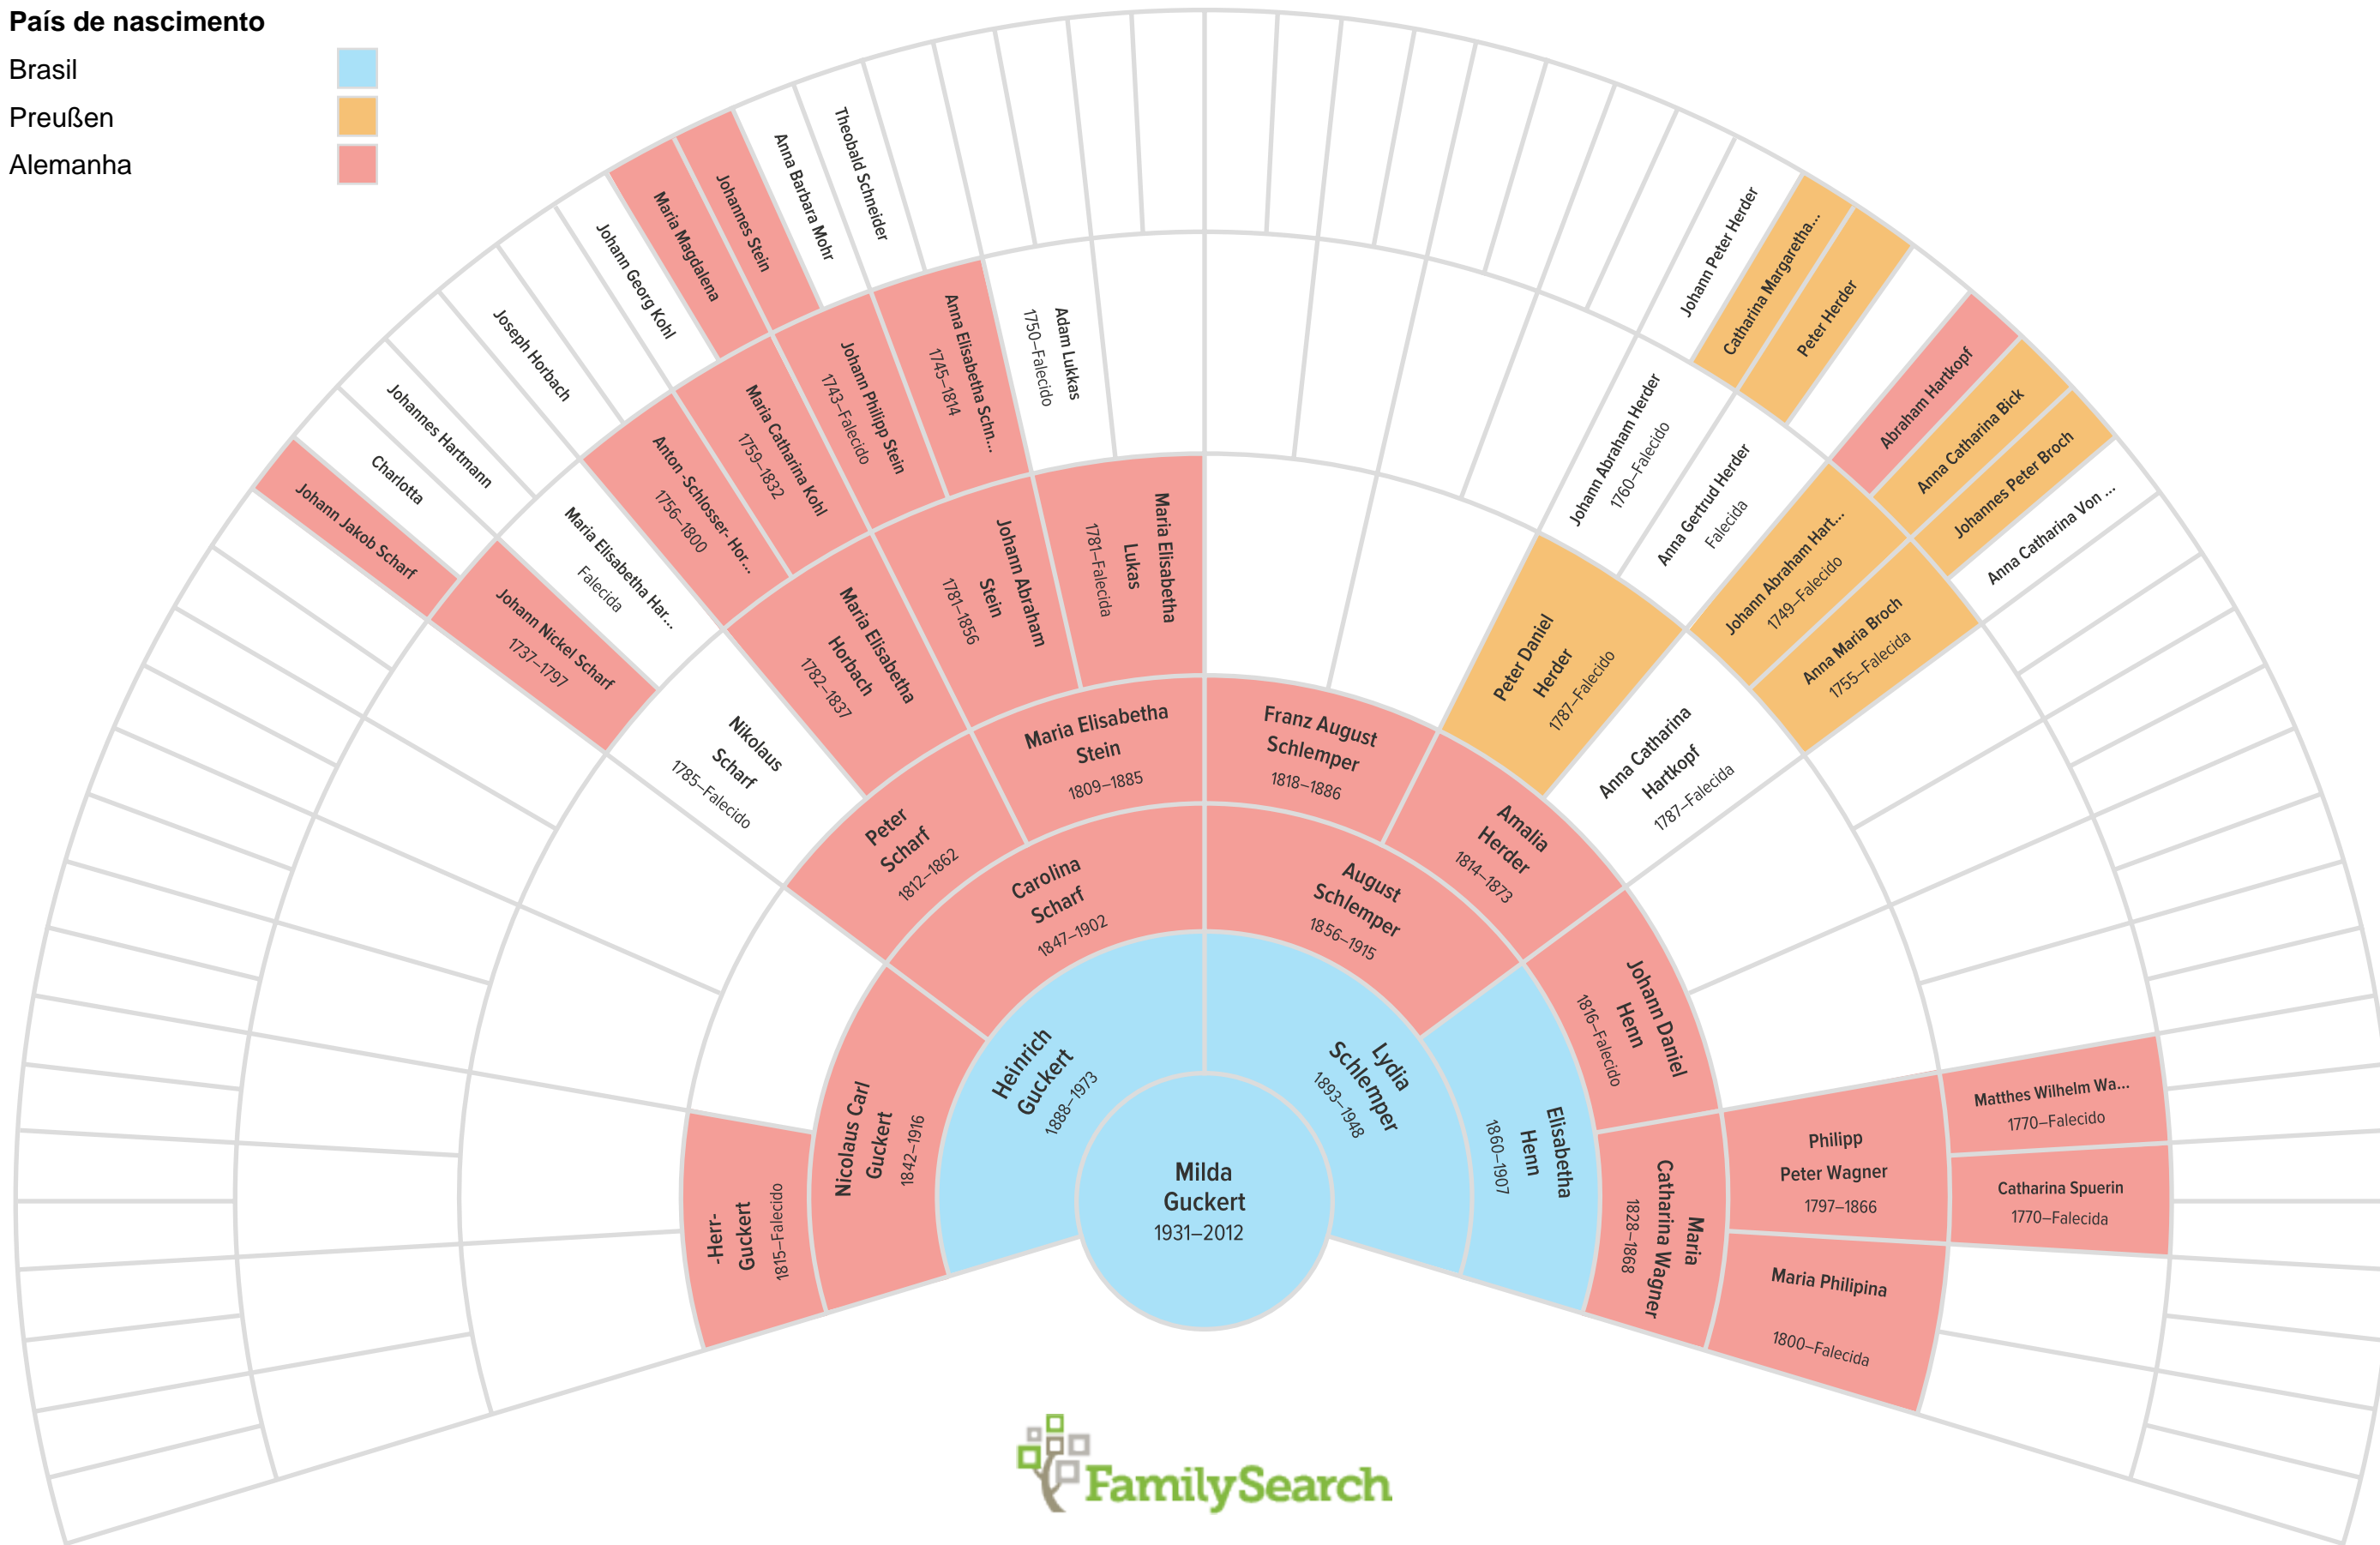 País de nascimento
Brasil
Preußen
Alemanha
Milda
Guckert
1931–2012
Heinrich
Guckert
1888–1973
Lydia
Schlemper
1893–1948
Nicolaus Carl
Guckert
1842–1916
Carolina
Scharf
1847–1902
August
Schlemper
1856–1915
Elisabetha
Henn
1860–1907
-Herr-
Guckert
1815–Falecido
Peter
Scharf
1812–1862
Maria Elisabetha
Stein
1809–1885
Franz August
Schlemper
1818–1886
Amalia
Herder
1814–1873
Johann Daniel
Henn
1816–Falecido
Maria
Catharina Wagner
1828–1868
Nikolaus
Scharf
1785–Falecido
Maria Elisabetha
Horbach
1782–1837
Johann Abraham
Stein
1781–1856
Maria Elisabetha
Lukas
1781–Falecida
Peter Daniel
Herder
1787–Falecido
Anna Catharina
Hartkopf
1787–Falecida
Philipp
Peter Wagner
1797–1866
Maria Philipina
1800–Falecida
Johann Nickel Scharf
1737–1797
Maria Elisabetha Har...
Falecida
Anton -Schlosser- Hor...
1756–1800
Maria Catharina Kohl
1759–1832
Johann Philipp Stein
1743–Falecido
Anna Elisabetha Schn...
1745–1814
Adam Lukkas
1750–Falecido
Johann Abraham Herder
1760–Falecido
Anna Gertrud Herder
Falecida
Johann Abraham Hart...
1749–Falecido
Anna Maria Broch
1755–Falecida
Matthes Wilhelm Wa...
1770–Falecido
Catharina Spuerin
1770–Falecida
Johann Jakob Scharf
Charlotta
Johannes Hartmann
Joseph Horbach
Johann Georg Kohl
Maria Magdalena
Johannes Stein
Anna Barbara Mohr
Theobald Schneider
Johann Peter Herder
Catharina Margaretha...
Peter Herder
Abraham Hartkopf
Anna Catharina Bick
Johannes Peter Broch
Anna Catharina Von ...
FamilySearch